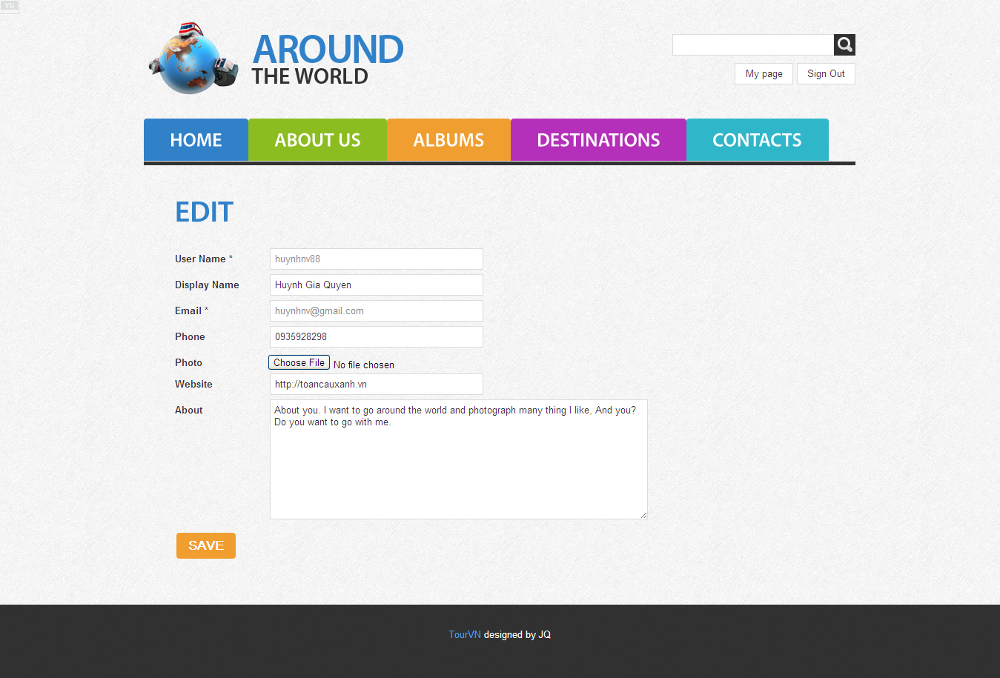 AROUND
THE WORLD
My page
Sign Out
HOME
ABOUT US
ALBUMS
DESTINATIONS
CONTACTS
EDIT
User Name *
huynhnv88
Display Name
Huynh Gia Quyen
Email *
huynhnv@gmail.com
Phone
0935928298
Photo
Choose File No file chosen
Website
http://toancauxanh.vn
About
About you. I want to go around the world and photograph many thing I like, And you?
Do you want to go with me.
SAVE
TourVN designed by JQ